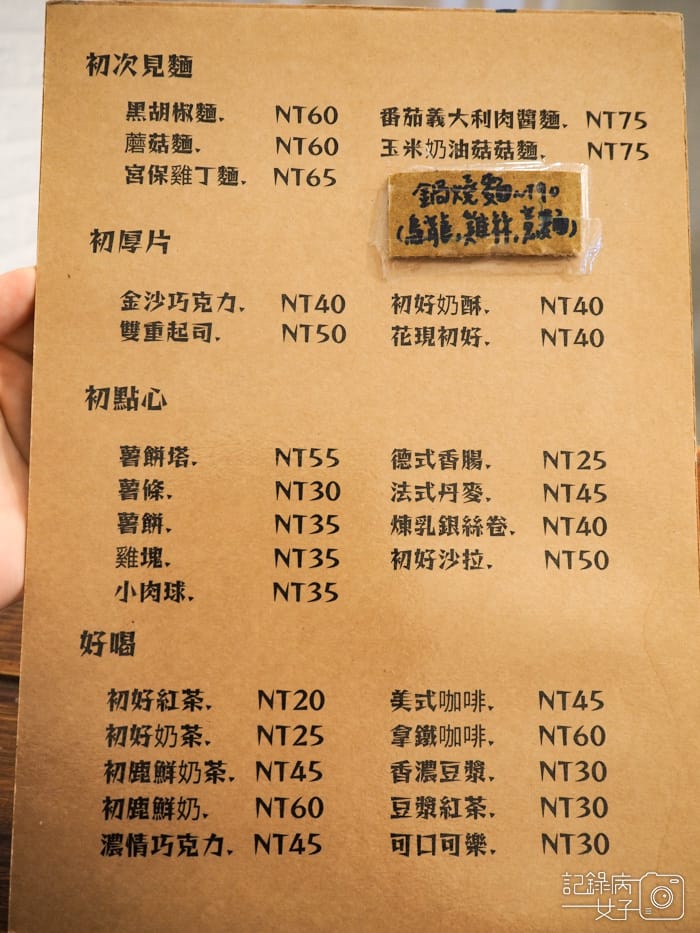 初次見麵
黑胡椒麵. NT60 番茄義大利肉醬麵. NT75
蘑菇麵. NT60 玉米奶油菇菇麵. NT75
宮保雞丁麵. NT65
鍋燒麵~$90
(烏龍,雞絲,意麵)
初厚片
金沙巧克力. NT40 初好奶酥. NT40
雙重起司. NT50 花現初好. NT40
初點心
薯餅塔. NT55 德式香腸. NT25
薯條. NT30 法式丹麥. NT45
薯餅. NT35 煉乳銀絲卷. NT40
雞塊. NT35 初好沙拉. NT50
小肉球. NT35
好喝
初好紅茶. NT20 美式咖啡. NT45
初好奶茶. NT25 拿鐵咖啡. NT60
初鹿鮮奶茶. NT45 香濃豆漿. NT30
初鹿鮮奶. NT60 豆漿紅茶. NT30
濃情巧克力. NT45 可口可樂. NT30
記錄病
女子